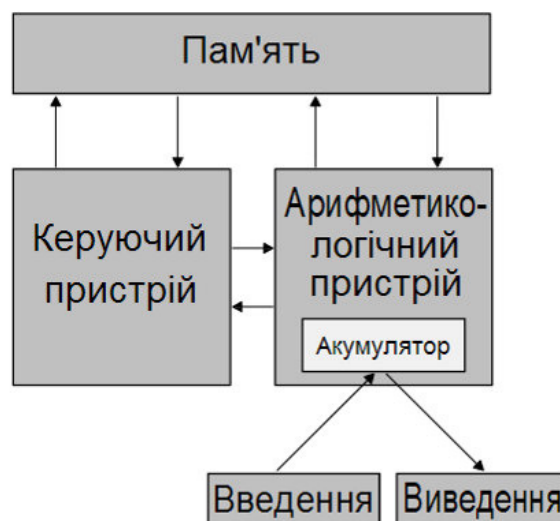 Пам'ять
Керуючий
пристрій
Арифметико-
логічний
пристрій
Акумулятор
Введення
Виведення